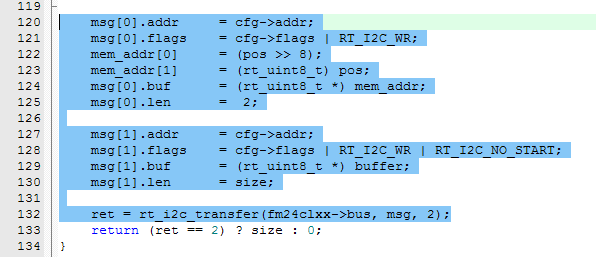 119
120 msg[0].addr = cfg->addr;
121 msg[0].flags = cfg->flags | RT_I2C_WR;
122 mem_addr[0] = (pos >> 8);
123 mem_addr[1] = (rt_uint8_t) pos;
124 msg[0].buf = (rt_uint8_t *) mem_addr;
125 msg[0].len = 2;
126
127 msg[1].addr = cfg->addr;
128 msg[1].flags = cfg->flags | RT_I2C_WR | RT_I2C_NO_START;
129 msg[1].buf = (rt_uint8_t *) buffer;
130 msg[1].len = size;
131
132 ret = rt_i2c_transfer(fm24clxx->bus, msg, 2);
133 return (ret == 2) ? size : 0;
134 }